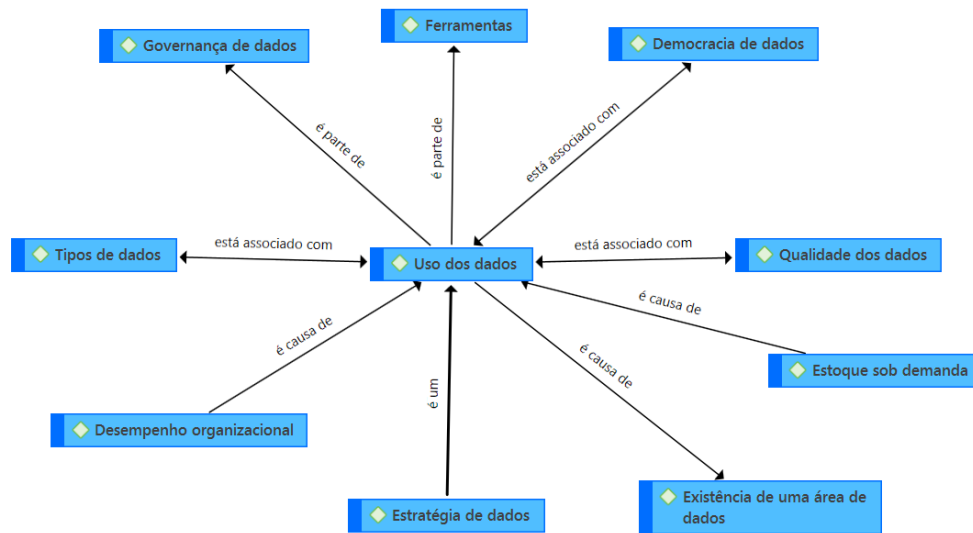 Ferramentas
Governança de dados
Democracia de dados
é parte de
é parte de
está associado com
Tipos de dados
está associado com
Uso dos dados
está associado com
Qualidade dos dados
é causa de
é causa de
é causa de
Estoque sob demanda
é um
Desempenho organizacional
Estratégia de dados
Existência de uma área de
dados